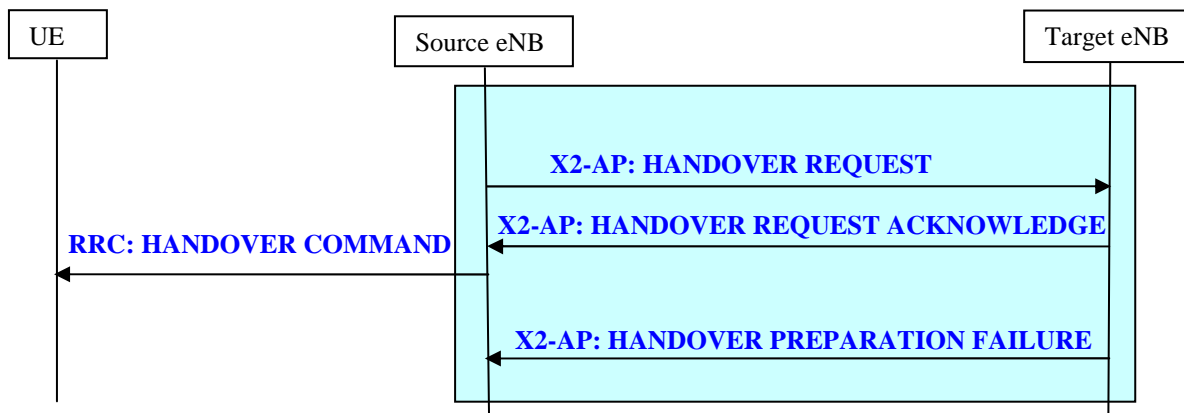 UE
Source eNB
Target eNB
X2-AP: HANDOVER REQUEST
X2-AP: HANDOVER REQUEST ACKNOWLEDGE
RRC: HANDOVER COMMAND
X2-AP: HANDOVER PREPARATION FAILURE